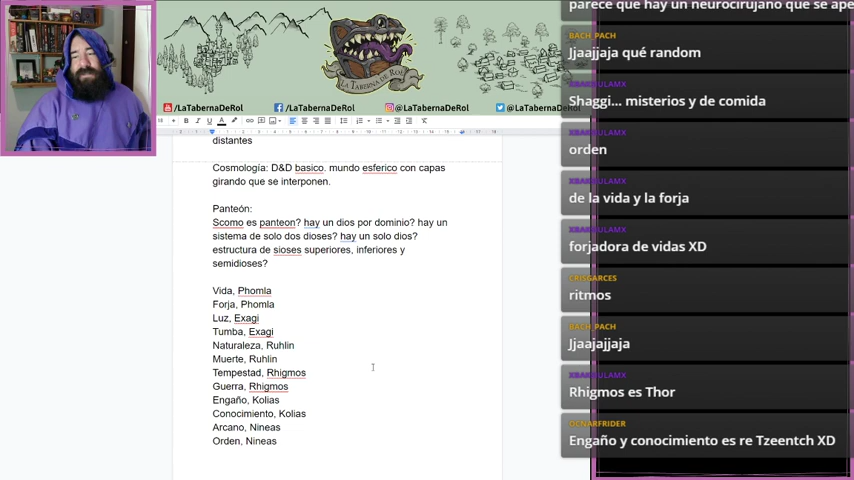 LA TABERNA DE ROL
/LaTabernaDeRol
/LaTabernaDeRol
@LaTabernaDeRol
@LaTabernaDeRol
distantes
Cosmología: D&D basico. mundo esferico con capas
girando que se interponen.
Panteón:
Scomo es panteon? hay un dios por dominio? hay un
sistema de solo dos dioses? hay un solo dios?
estructura de sioses superiores, inferiores y
semidioses?
Vida, Phomla
Forja, Phomla
Luz, Exagi
Tumba, Exagi
Naturaleza, Ruhlin
Muerte, Ruhlin
Tempestad, Rhigmos
Guerra, Rhigmos
Engaño, Kolias
Conocimiento, Kolias
Arcano, Nineas
Orden, Nineas
parece que hay un neurocirujano que se ape
BACH_PACH
Jjaajjaja qué random
Shaggi... misterios y de comida
orden
de la vida y la forja
forjadora de vidas XD
CRISGARCES
ritmos
BACH_PACH
Jjaajajjaja
Rhigmos es Thor
Engaño y conocimiento es re Tzeentch XD